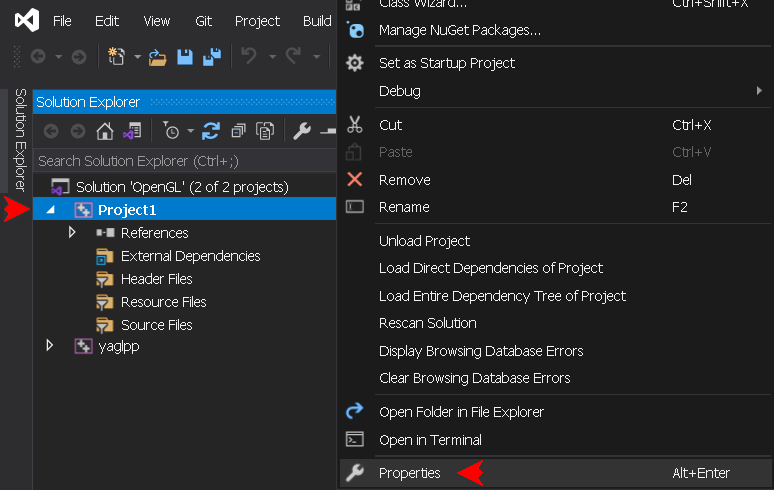 File Edit View Git Project Build
Solution Explorer
Solution Explorer
Search Solution Explorer (Ctrl+;)
Solution 'OpenGL' (2 of 2 projects)
Project1
References
External Dependencies
Header Files
Resource Files
Source Files
yaglpp
Class Wizard... Ctrl+Shift+X
Manage NuGet Packages...
Set as Startup Project
Debug
Cut Ctrl+X
Paste Ctrl+V
Remove Del
Rename F2
Unload Project
Load Direct Dependencies of Project
Load Entire Dependency Tree of Project
Rescan Solution
Display Browsing Database Errors
Clear Browsing Database Errors
Open Folder in File Explorer
Open in Terminal
Properties Alt+Enter